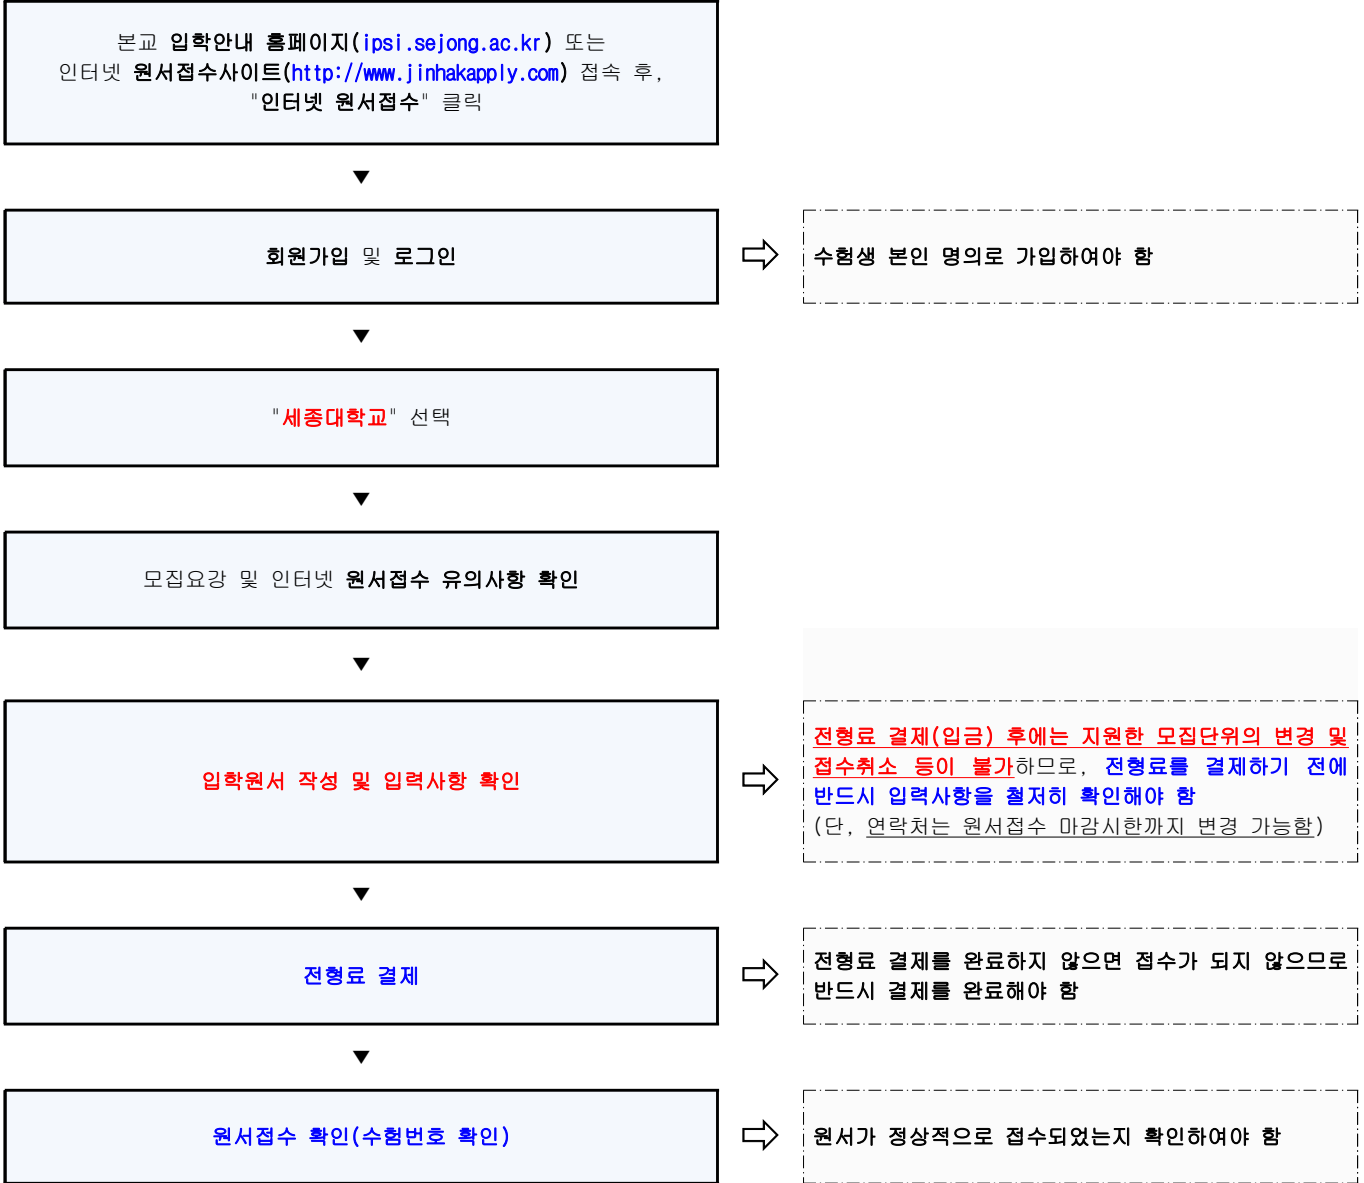 본교 입학안내 홈페이지(ipsi.sejong.ac.kr) 또는
인터넷 원서접수사이트(http://www.jinhakapply.com) 접속 후,
"인터넷 원서접수" 클릭
▼
회원가입 및 로그인
⇨
수험생 본인 명의로 가입하여야 함
▼
"세종대학교" 선택
▼
모집요강 및 인터넷 원서접수 유의사항 확인
▼
입학원서 작성 및 입력사항 확인
⇨
전형료 결제(입금) 후에는 지원한 모집단위의 변경 및
접수취소 등이 불가하므로, 전형료를 결제하기 전에
반드시 입력사항을 철저히 확인해야 함
(단, 연락처는 원서접수 마감시한까지 변경 가능함)
▼
전형료 결제
⇨
전형료 결제를 완료하지 않으면 접수가 되지 않으므로
반드시 결제를 완료해야 함
▼
원서접수 확인(수험번호 확인)
⇨
원서가 정상적으로 접수되었는지 확인하여야 함